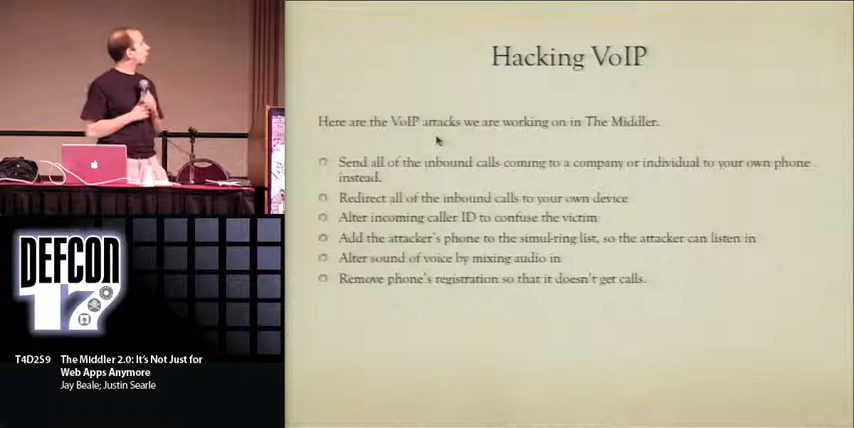 Hacking VoIP
Here are the VoIP attacks we are working on in The Middler.
Send all of the inbound calls coming to a company or individual to your own phone
instead.
Redirect all of the inbound calls to your own device
Alter incoming caller ID to confuse the victim
Add the attacker's phone to the simul-ring list, so the attacker can listen in
Alter sound of voice by mixing audio in
Remove phone's registration so that it doesn't get calls.
DEFCON
17
T4D2S9 The Middler 2.0: It's Not Just for
Web Apps Anymore
Jay Beale; Justin Searle